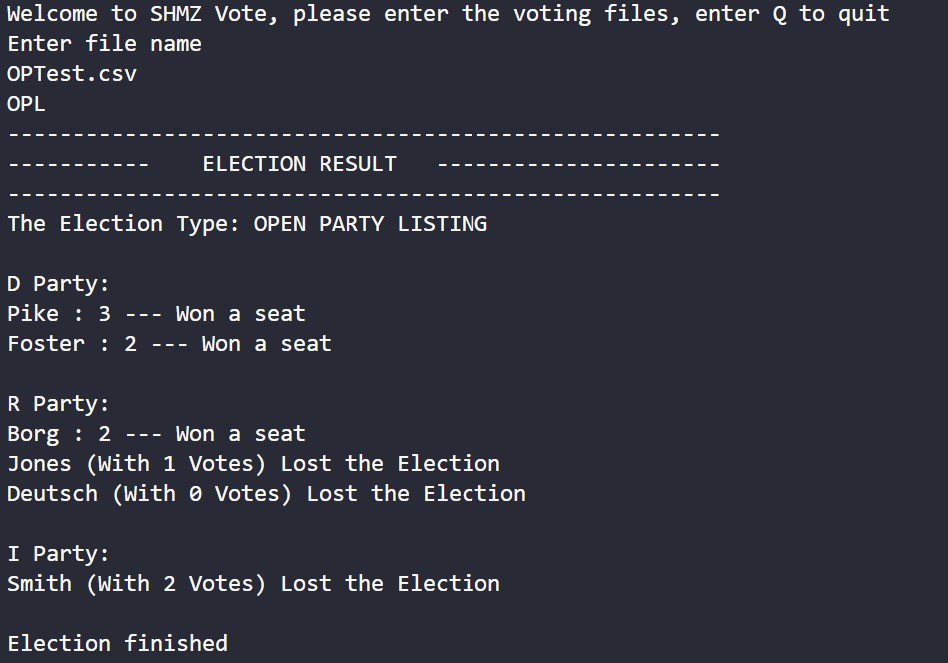 Welcome to SHMZ Vote, please enter the voting files, enter Q to quit
Enter file name
OPTest.csv
OPL
-------------------------------------------------------
-----------    ELECTION RESULT   ----------------------
-------------------------------------------------------
The Election Type: OPEN PARTY LISTING

D Party:
Pike : 3 --- Won a seat
Foster : 2 --- Won a seat

R Party:
Borg : 2 --- Won a seat
Jones (With 1 Votes) Lost the Election
Deutsch (With 0 Votes) Lost the Election

I Party:
Smith (With 2 Votes) Lost the Election

Election finished